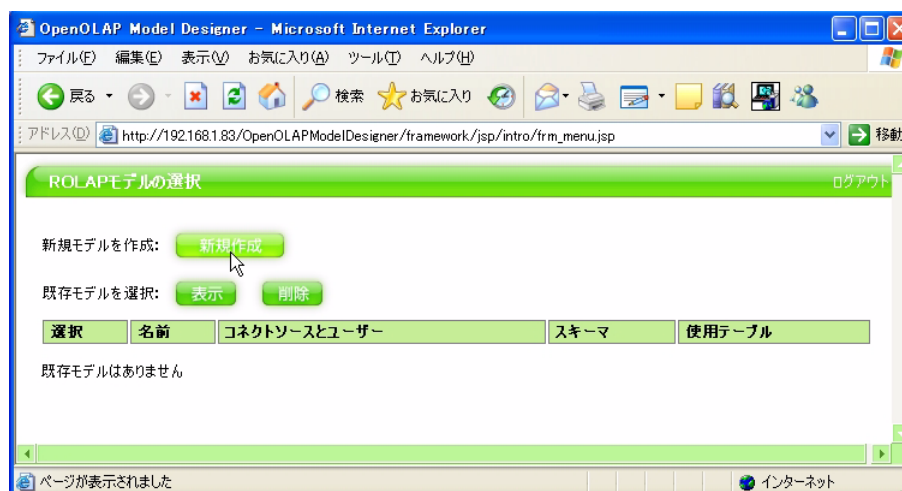 OpenOLAP Model Designer - Microsoft Internet Explorer
ファイル(F) 編集(E) 表示(V) お気に入り(A) ツール(T) ヘルプ(H)
戻る 検索 お気に入り
アドレス(D) http://192.168.1.83/OpenOLAPModelDesigner/framework/jsp/intro/frm_menu.jsp 移動
ROLAPモデルの選択 ログアウト
新規モデルを作成: 新規作成
既存モデルを選択: 表示 削除
選択 名前 コネクトソースとユーザー スキーマ 使用テーブル
既存モデルはありません
ページが表示されました インターネット